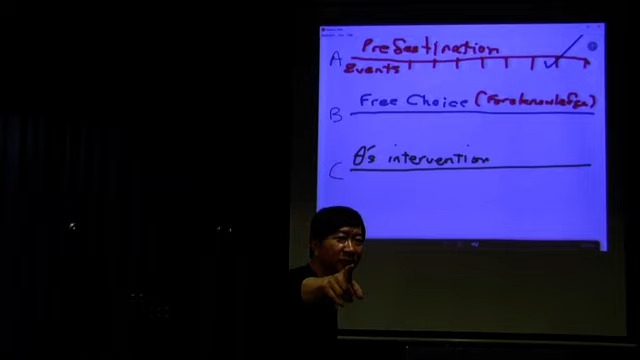 A Predestination
Events
B Free Choice (Foreknowledge)
C θ's intervention